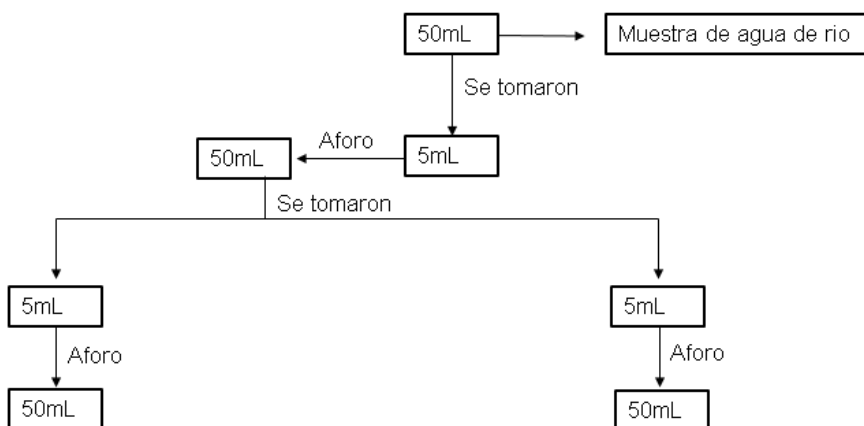 50mL
Muestra de agua de rio
Se tomaron
Aforo
50mL
5mL
Se tomaron
5mL
5mL
Aforo
Aforo
50mL
50mL